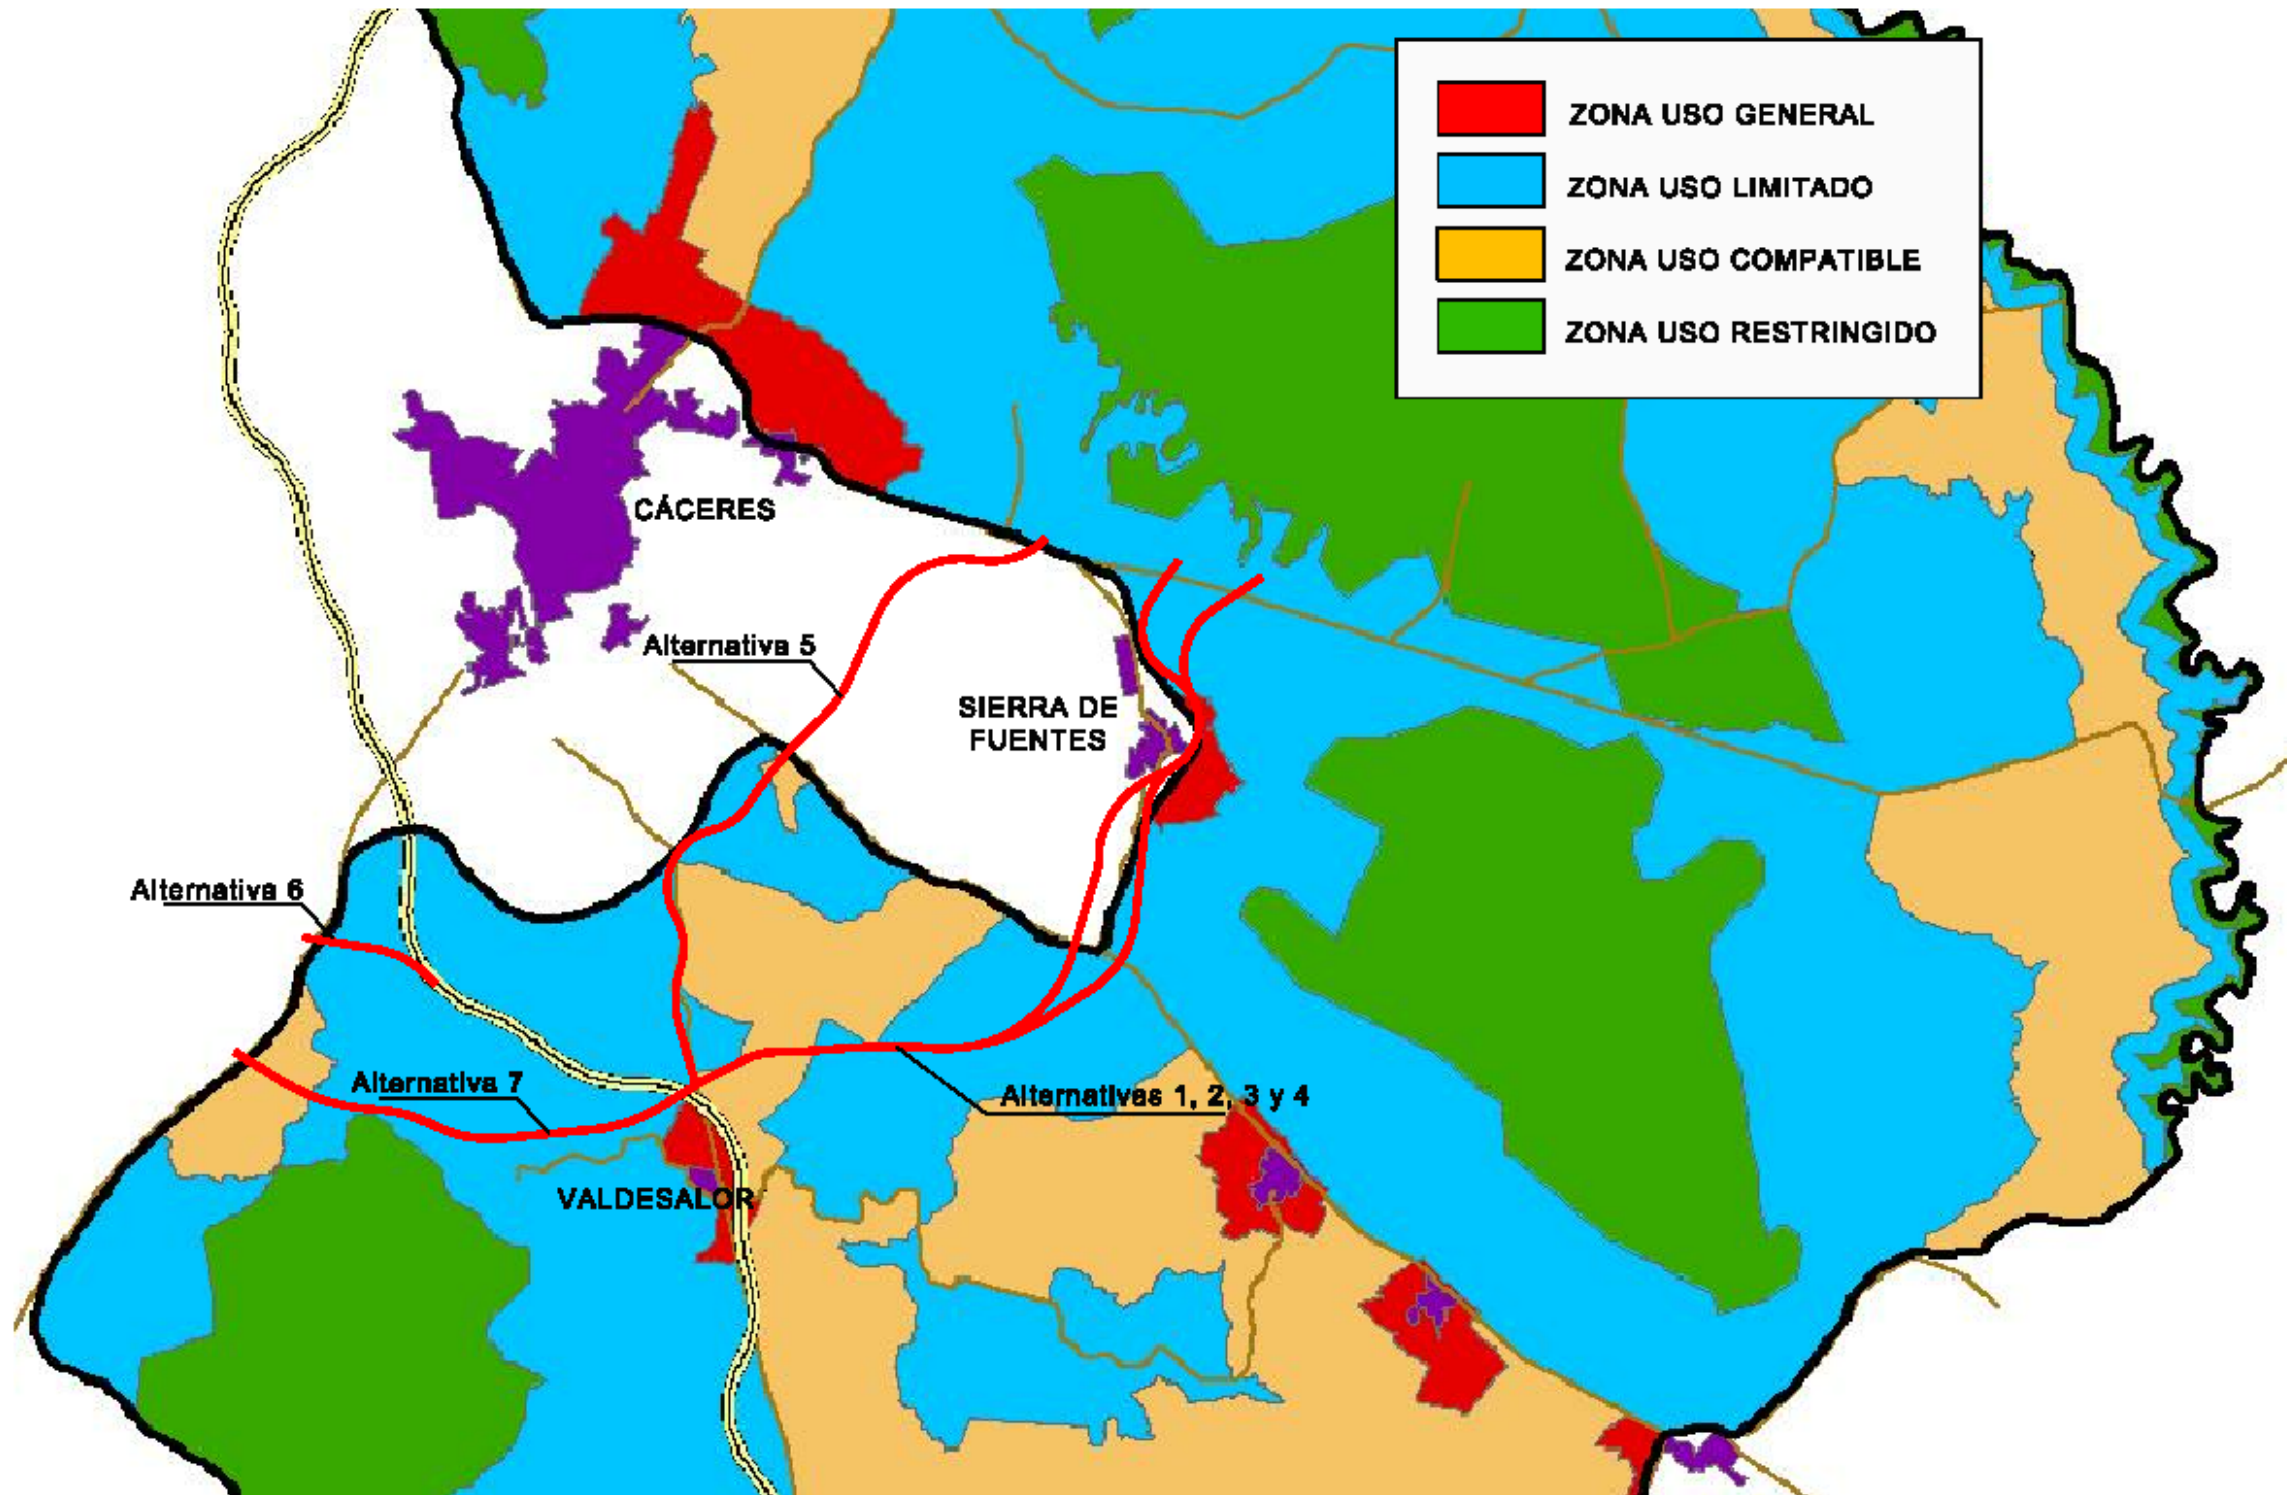 ZONA USO GENERAL
ZONA USO LIMITADO
ZONA USO COMPATIBLE
ZONA USO RESTRINGIDO
CÁCERES
Alternativa 5
SIERRA DE
FUENTES
Alternativa 6
Alternativa 7
Alternativas 1, 2, 3 y 4
VALDESALOR